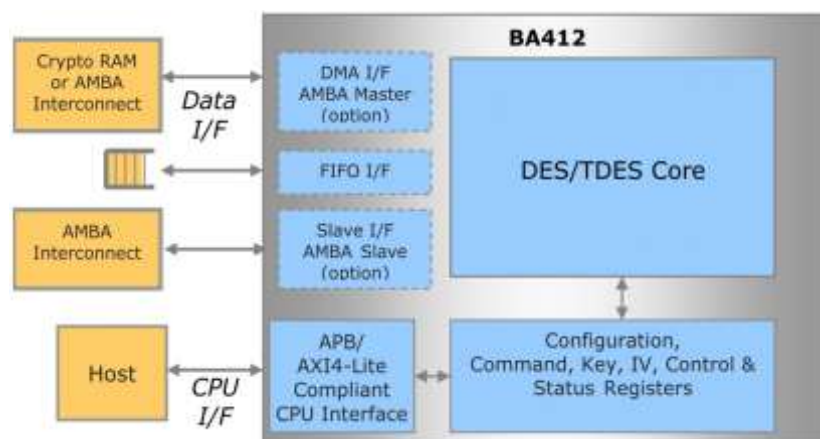 BA412
Crypto RAM
or AMBA
Interconnect
Data
I/F
DMA I/F
AMBA Master
(option)
DES/TDES Core
FIFO I/F
AMBA
Interconnect
Slave I/F
AMBA Slave
(option)
Host
CPU
I/F
APB/
AXI4-Lite
Compliant
CPU Interface
Configuration,
Command, Key, IV, Control &
Status Registers